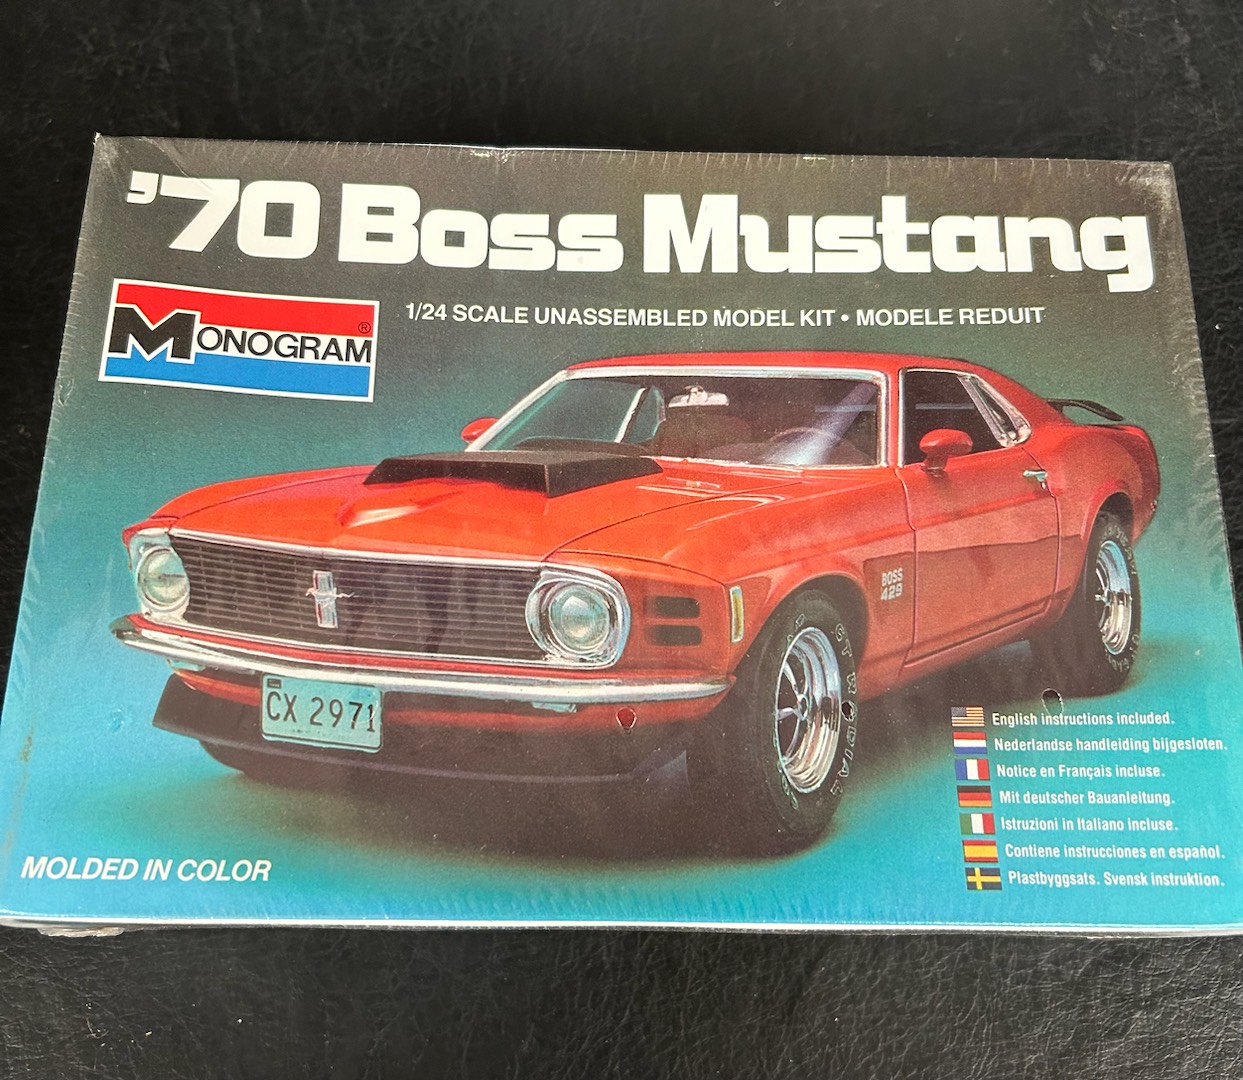 '70 Boss Mustang
MONOGRAM®
1/24 SCALE UNASSEMBLED MODEL KIT • MODELE REDUIT
BOSS
429
CX 2971
English instructions included.
Nederlandse handleiding bijgesloten.
Notice en Français incluse.
Mit deutscher Bauanleitung.
Istruzioni in Italiano incluse.
Contiene instrucciones en español.
Plastbyggsats. Svensk instruktion.
MOLDED IN COLOR